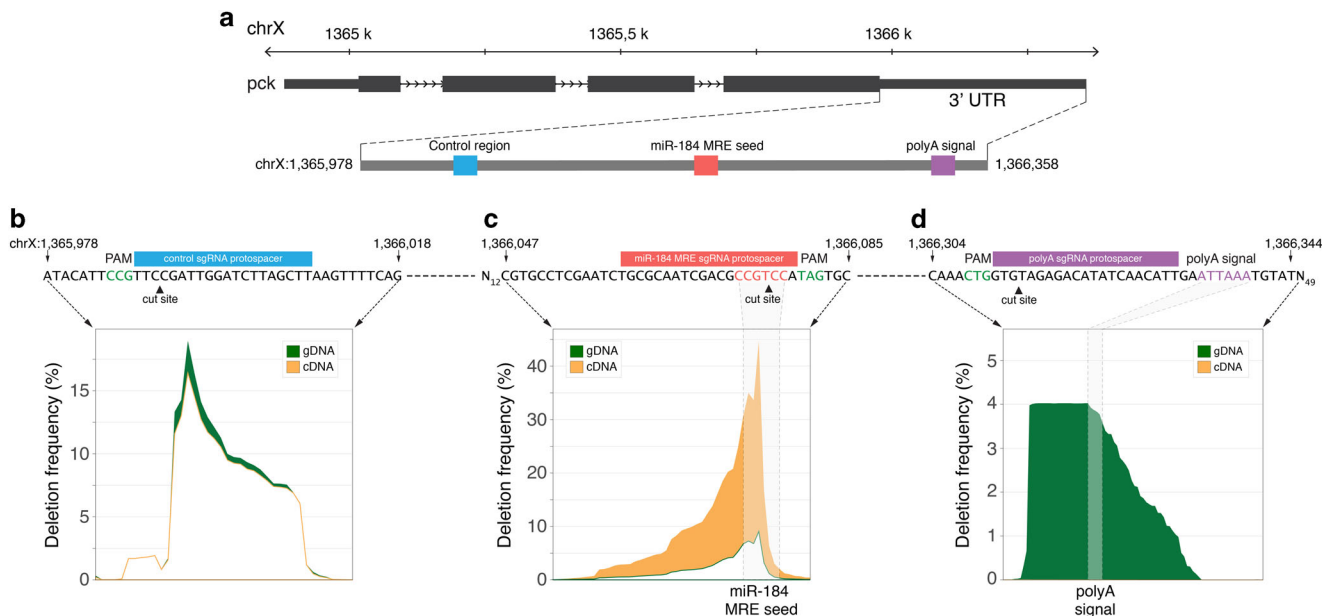 a
chrX
1365 k 1365,5 k 1366 k
pck
3' UTR
Control region miR-184 MRE seed polyA signal
chrX:1,365,978 1,366,358
b
chrX:1,365,978 1,366,018
PAM control sgRNA protospacer
ATACATTCCGTTCCGATTGGATCTTAGCTTAAGTTTTCAG
cut site
Deletion frequency (%)
gDNA
cDNA
15
10
5
0
c
1,366,047 1,366,085
miR-184 MRE sgRNA protospacer PAM
N12CGTGCCTCGAATCTGCGCAATCGACGCCGTCCATAGTGC
cut site
Deletion frequency (%)
gDNA
cDNA
40
30
20
10
0
miR-184
MRE seed
d
1,366,304 1,366,344
PAM polyA sgRNA protospacer polyA signal
CAAACTGGTGTAGAGACATATCAACATTGAATTAAATGTATN49
cut site
Deletion frequency (%)
gDNA
cDNA
5
4
3
2
1
0
polyA
signal